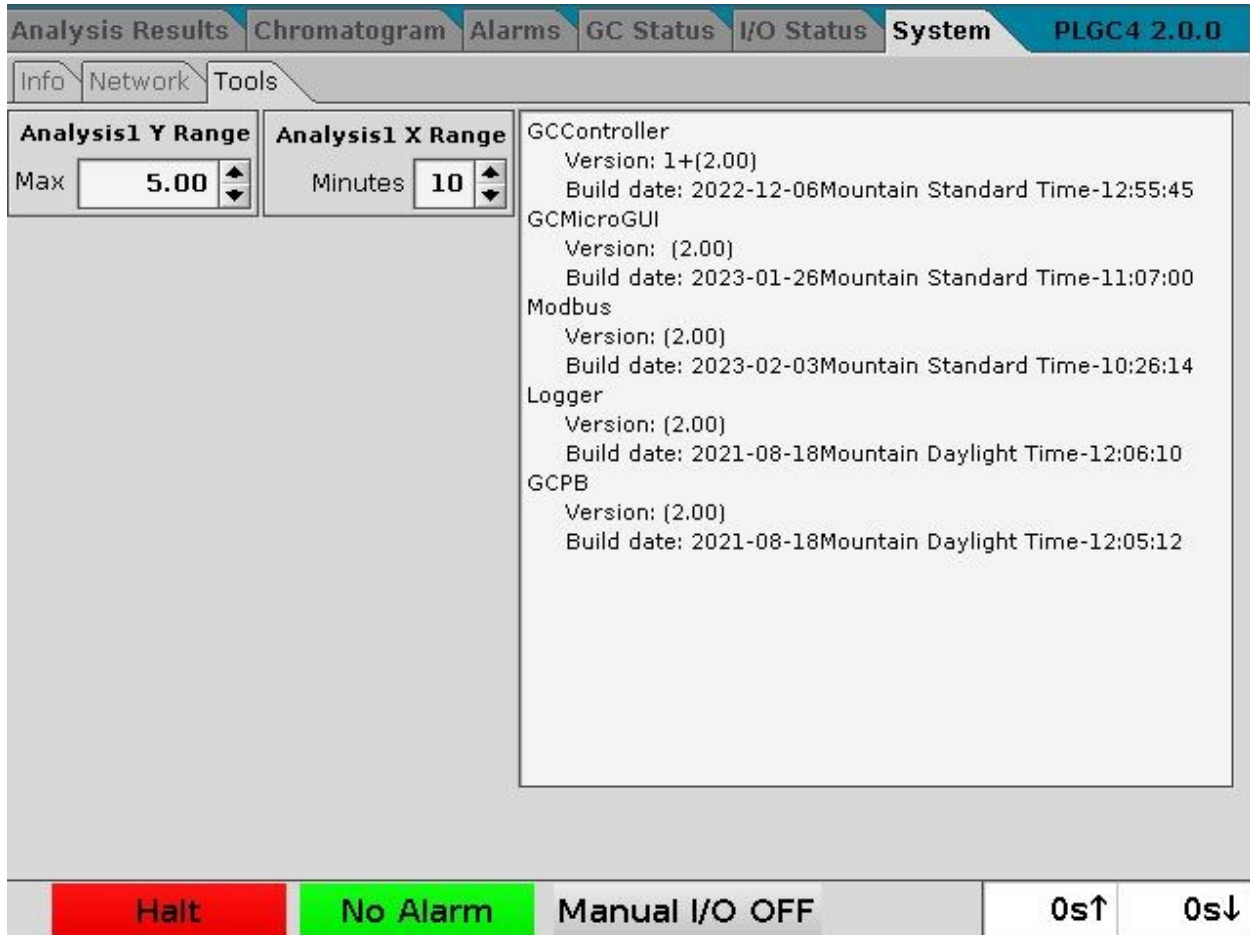 Analysis Results Chromatogram Alarms GC Status I/O Status System PLGC4 2.0.0
Info Network Tools
Analysis1 Y Range
Max 5.00
Analysis1 X Range
Minutes 10
GCController
Version: 1+(2.00)
Build date: 2022-12-06Mountain Standard Time-12:55:45
GCMicroGUI
Version:  (2.00)
Build date: 2023-01-26Mountain Standard Time-11:07:00
Modbus
Version: (2.00)
Build date: 2023-02-03Mountain Standard Time-10:26:14
Logger
Version: (2.00)
Build date: 2021-08-18Mountain Daylight Time-12:06:10
GCPB
Version: (2.00)
Build date: 2021-08-18Mountain Daylight Time-12:05:12
Halt No Alarm Manual I/O OFF 0s↑ 0s↓